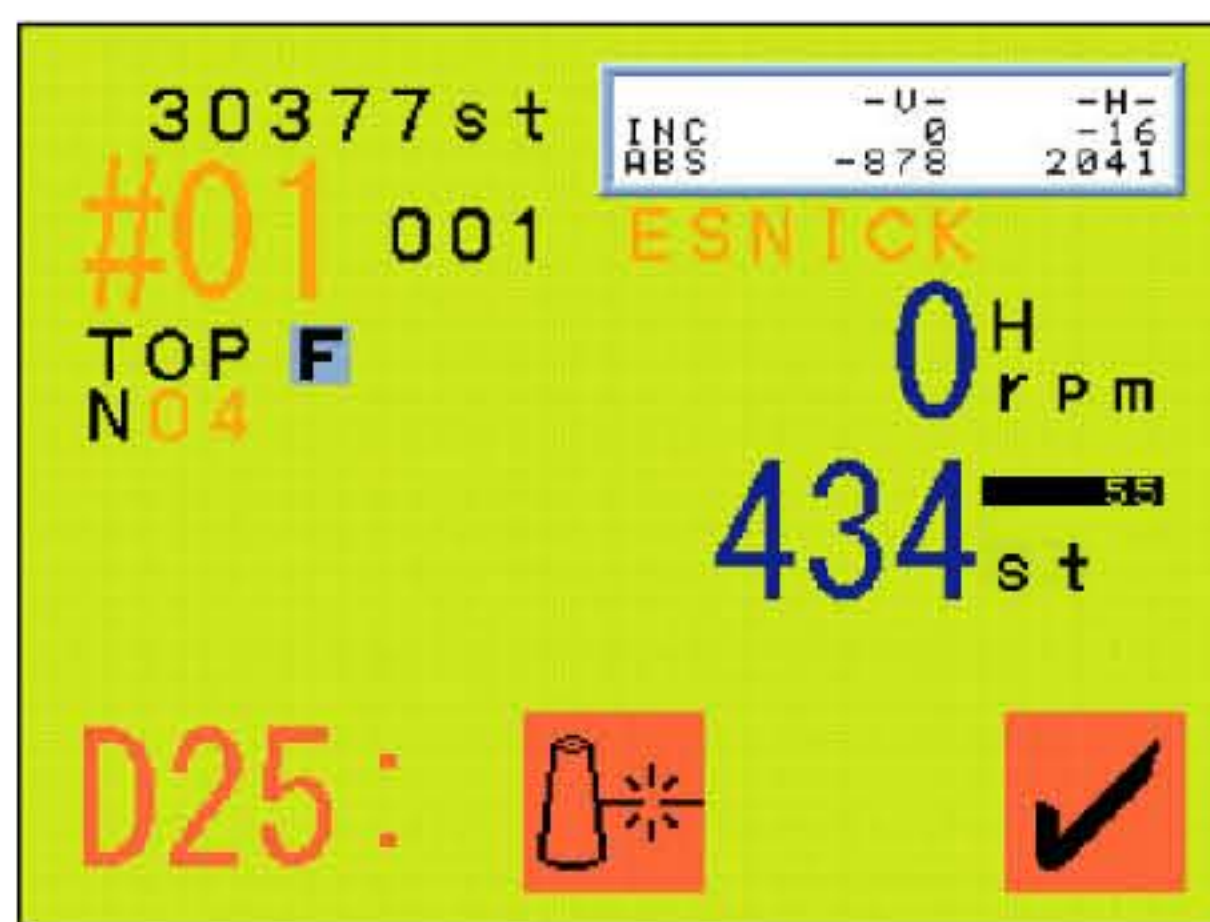 30377st
-V- -H-
INC 0 -16
ABS -878 2041
#01 001 ESNICK
TOP F
N04
0 H rpm
434 55 st
D25: